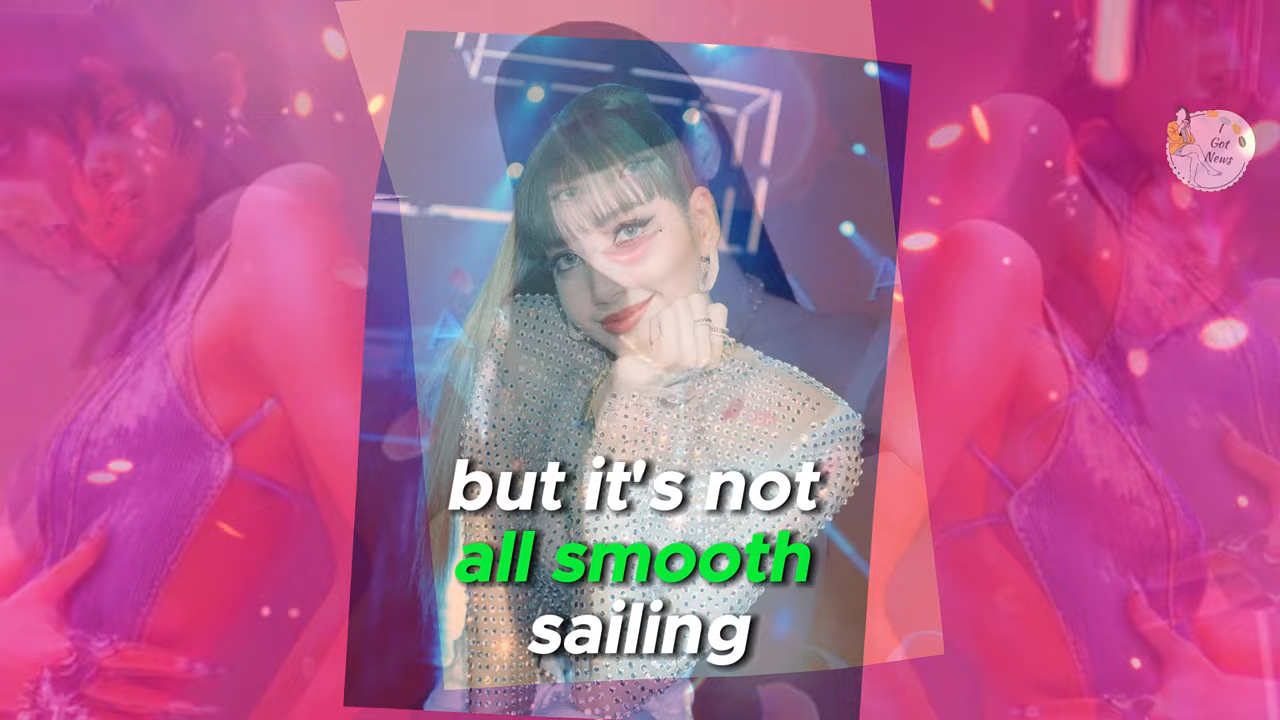 I
Got
News
but it's not
all smooth
sailing